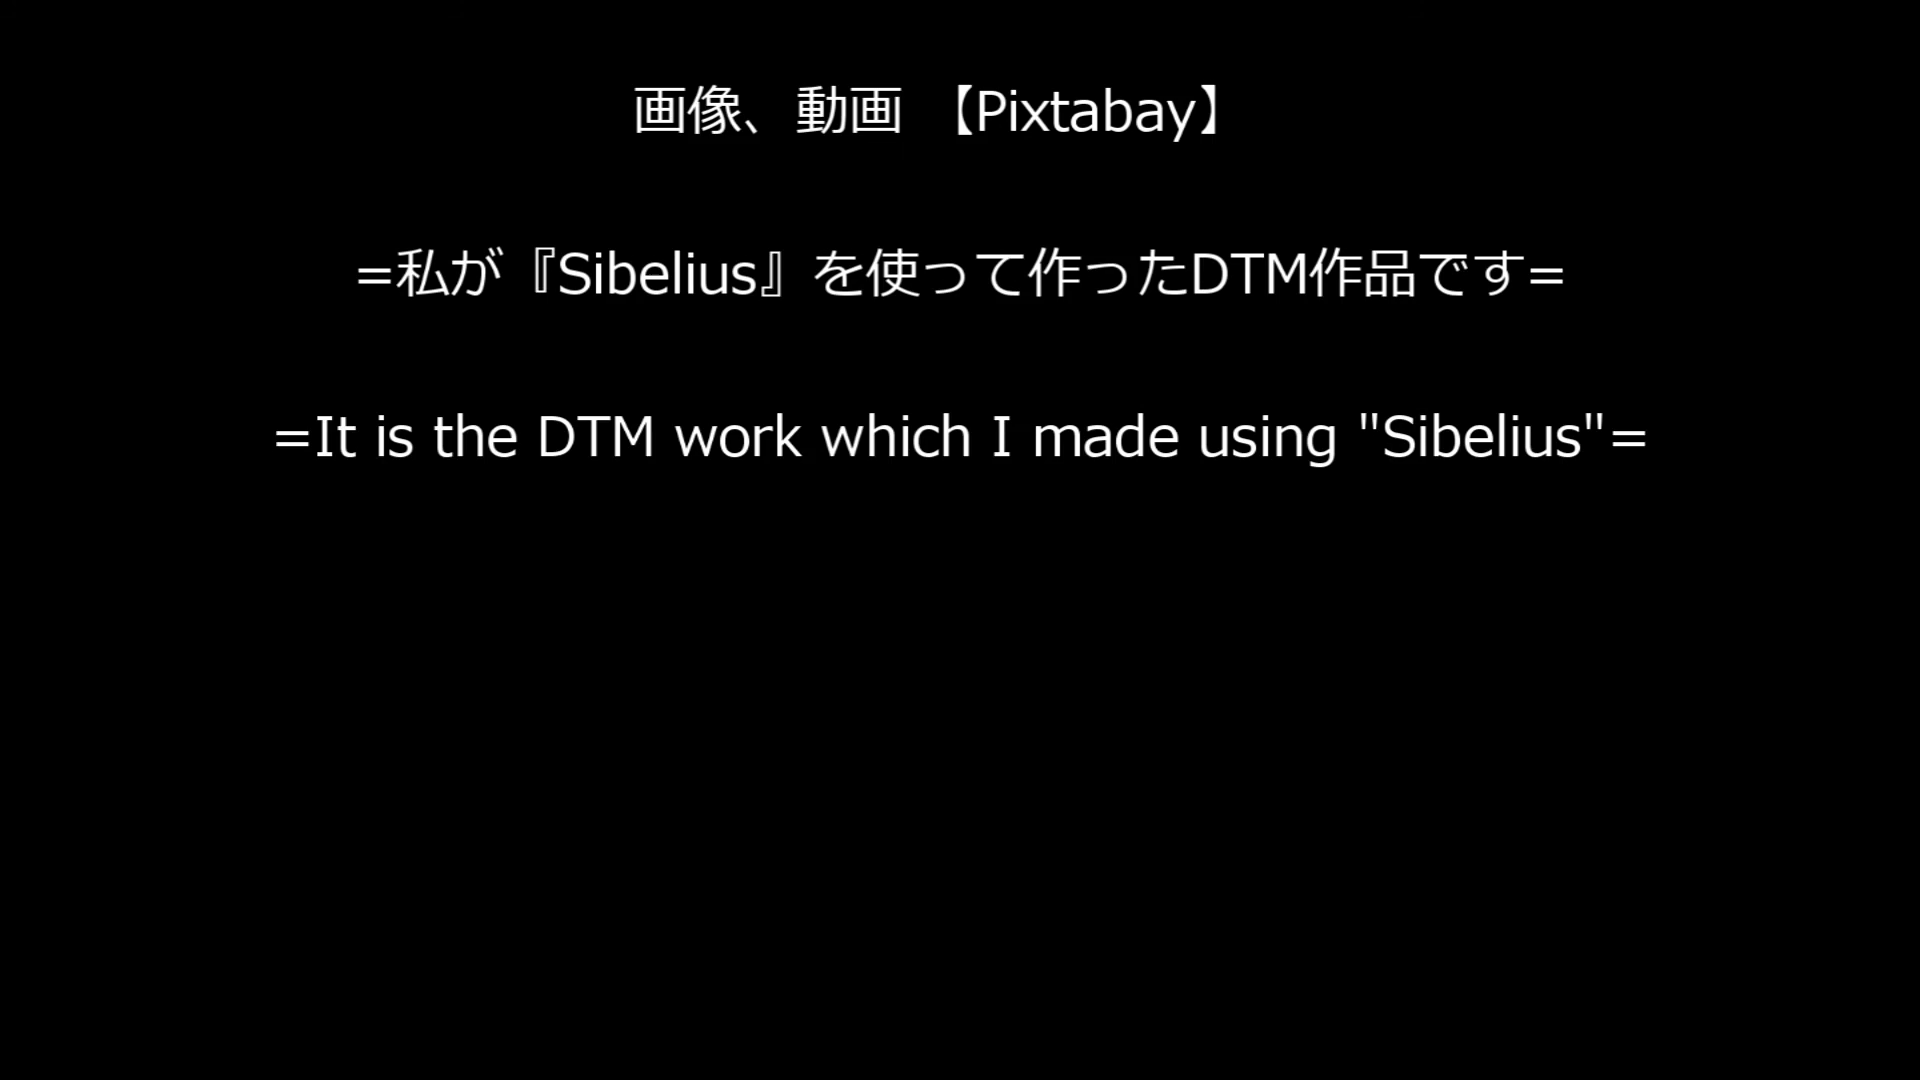 画像、動画 【Pixtabay】
=私が『Sibelius』を使って作ったDTM作品です=
=It is the DTM work which I made using "Sibelius"=